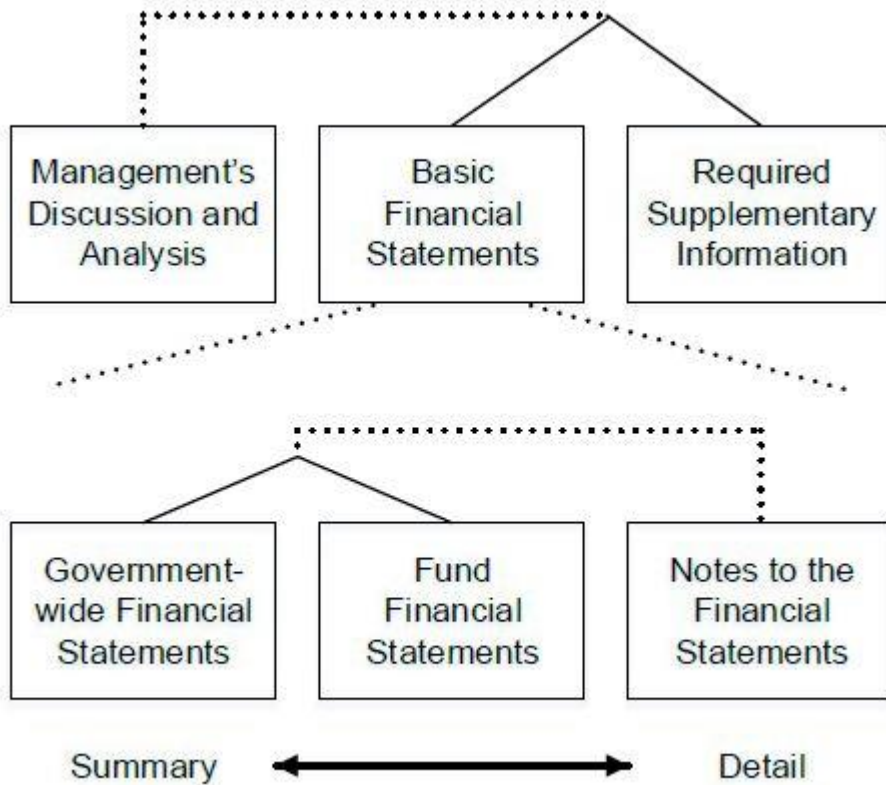 Management's
Discussion and
Analysis
Basic
Financial
Statements
Required
Supplementary
Information
Government-
wide Financial
Statements
Fund
Financial
Statements
Notes to the
Financial
Statements
Summary
Detail